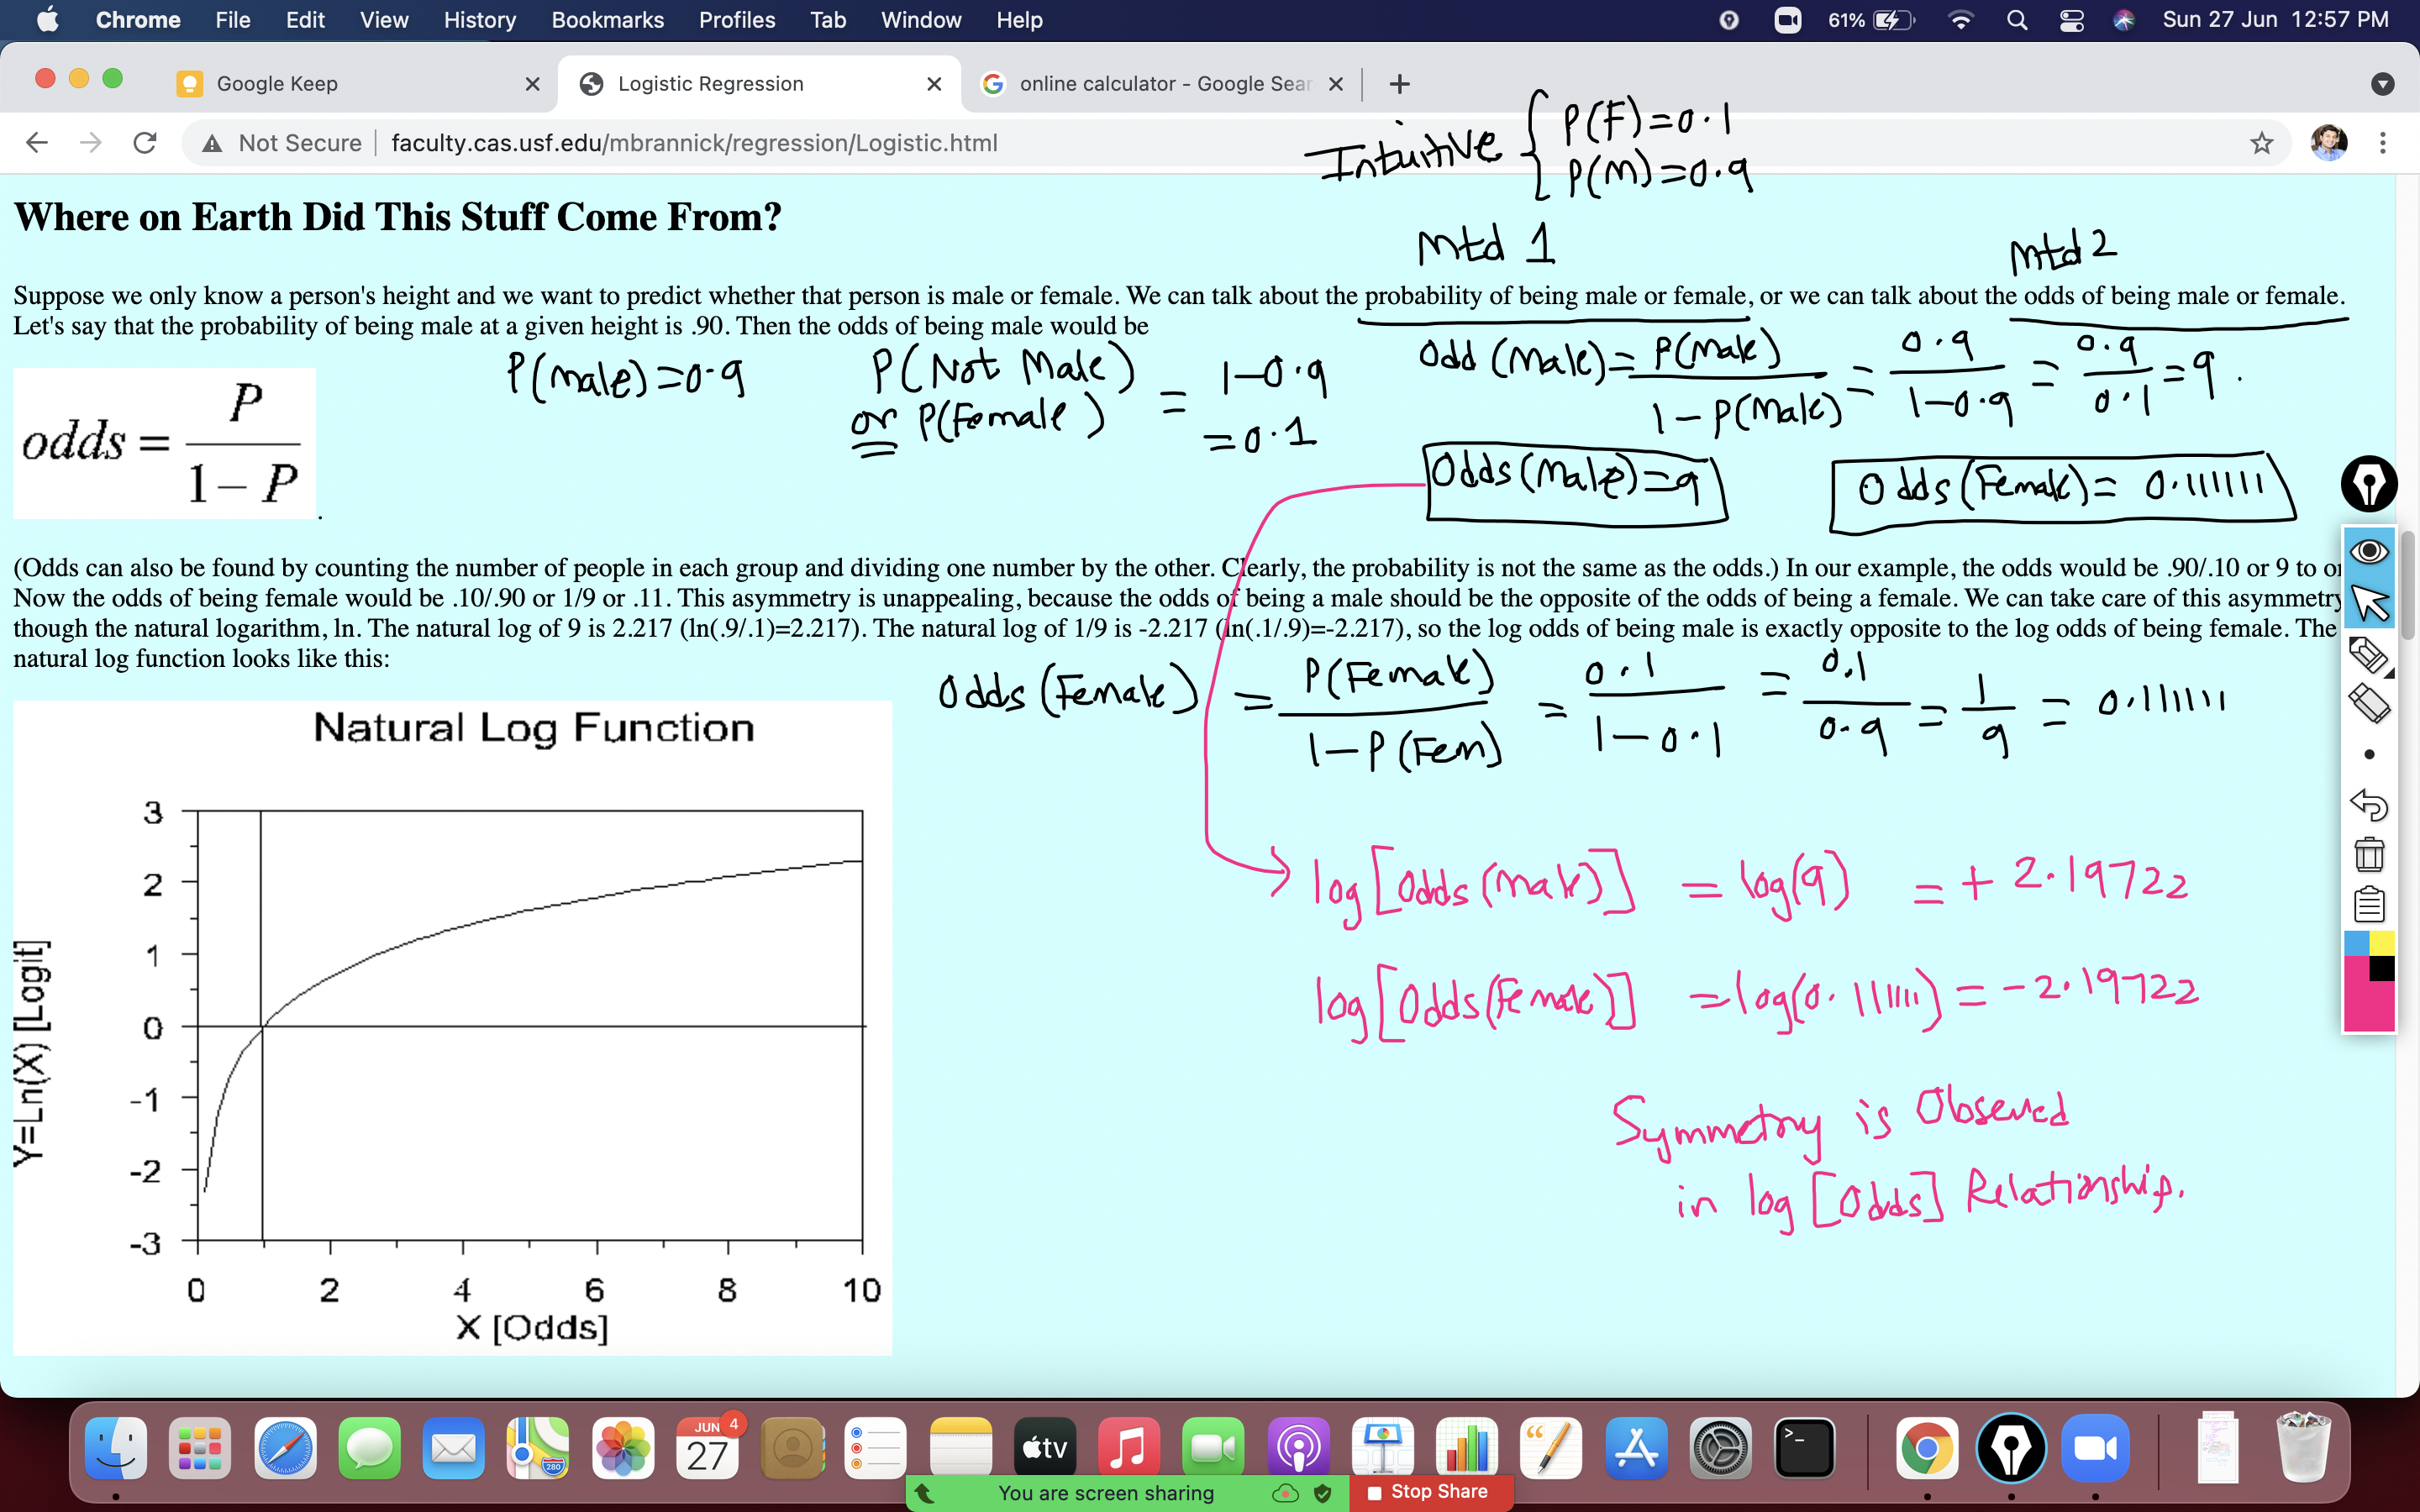 Chrome File Edit View History Bookmarks Profiles Tab Window Help 61% Sun 27 Jun 12:57 PM
Google Keep Logistic Regression online calculator - Google Sear
Not Secure faculty.cas.usf.edu/mbrannick/regression/Logistic.html
Intuitive { P(F)=0.1
P(M)=0.9
Where on Earth Did This Stuff Come From?
Mtd 1 Mtd 2
Suppose we only know a person's height and we want to predict whether that person is male or female. We can talk about the probability of being male or female, or we can talk about the odds of being male or female.
Let's say that the probability of being male at a given height is .90. Then the odds of being male would be
odds = P / 1– P .
P(male)=0.9
P(Not Male)
or P(Female) = 1–0.9
=0.1
Odd (Male)= P(Male) / 1–P(Male) = 0.9 / 1–0.9 = 0.9 / 0.1 = 9.
Odds(Male)=9 Odds(Female)= 0.111111
(Odds can also be found by counting the number of people in each group and dividing one number by the other. Clearly, the probability is not the same as the odds.) In our example, the odds would be .90/.10 or 9 to
Now the odds of being female would be .10/.90 or 1/9 or .11. This asymmetry is unappealing, because the odds of being a male should be the opposite of the odds of being a female. We can take care of this asymmetry
though the natural logarithm, ln. The natural log of 9 is 2.217 (ln(.9/.1)=2.217). The natural log of 1/9 is -2.217 (ln(.1/.9)=-2.217), so the log odds of being male is exactly opposite to the log odds of being female. The
natural log function looks like this:
Odds (Female) = P(Female) / 1–P(Fem) = 0.1 / 1–0.1 = 0.1 / 0.9 = 1 / 9 = 0.111111
Natural Log Function
3
2
1
0
-1
-2
-3
Y=Ln(X) [Logit]
0 2 4 6 8 10
X [Odds]
log[Odds(Male)] = log(9) = + 2.19722
log[Odds(Female)] = log(0.11111) = –2.19722
Symmetry is Observed
in log [Odds] Relationship.
JUN 4
27
280
tv
You are screen sharing Stop Share